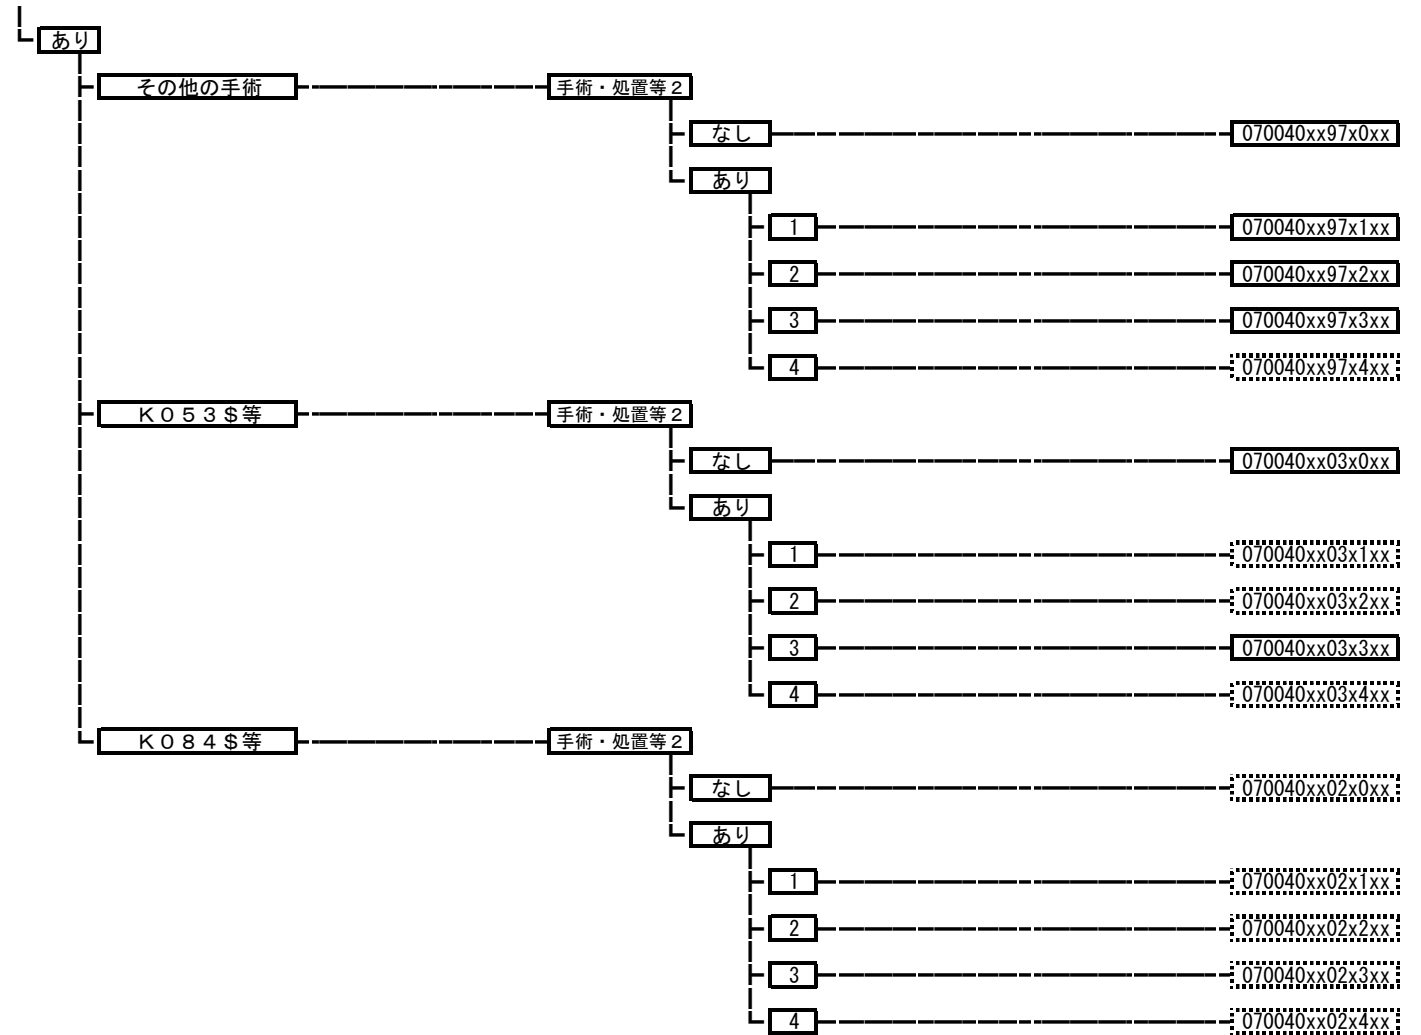 あり
その他の手術 手術・処置等２
なし 070040xx97x0xx
あり
1 070040xx97x1xx
2 070040xx97x2xx
3 070040xx97x3xx
4 070040xx97x4xx
Ｋ０５３＄等 手術・処置等２
なし 070040xx03x0xx
あり
1 070040xx03x1xx
2 070040xx03x2xx
3 070040xx03x3xx
4 070040xx03x4xx
Ｋ０８４＄等 手術・処置等２
なし 070040xx02x0xx
あり
1 070040xx02x1xx
2 070040xx02x2xx
3 070040xx02x3xx
4 070040xx02x4xx